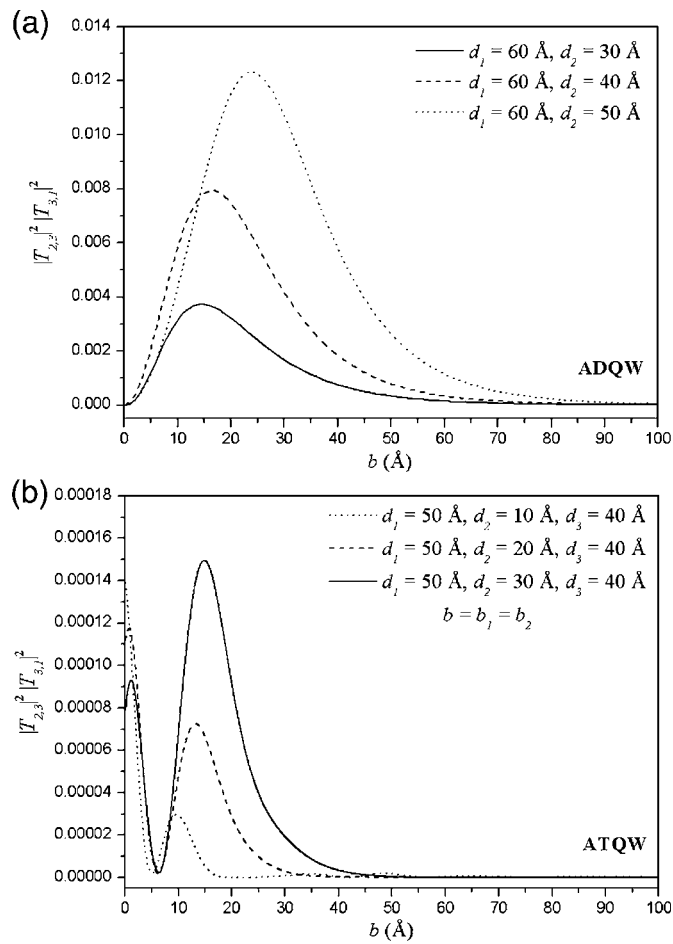 (a)
0.014
0.012
0.010
0.008
0.006
0.004
0.002
0.000
|T2,3|² |T3,1|²
d1 = 60 Å, d2 = 30 Å
d1 = 60 Å, d2 = 40 Å
d1 = 60 Å, d2 = 50 Å
ADQW
0 10 20 30 40 50 60 70 80 90 100
b (Å)
(b)
0.00018
0.00016
0.00014
0.00012
0.00010
0.00008
0.00006
0.00004
0.00002
0.00000
|T2,3|² |T3,1|²
d1 = 50 Å, d2 = 10 Å, d3 = 40 Å
d1 = 50 Å, d2 = 20 Å, d3 = 40 Å
d1 = 50 Å, d2 = 30 Å, d3 = 40 Å
b = b1 = b2
ATQW
0 10 20 30 40 50 60 70 80 90 100
b (Å)